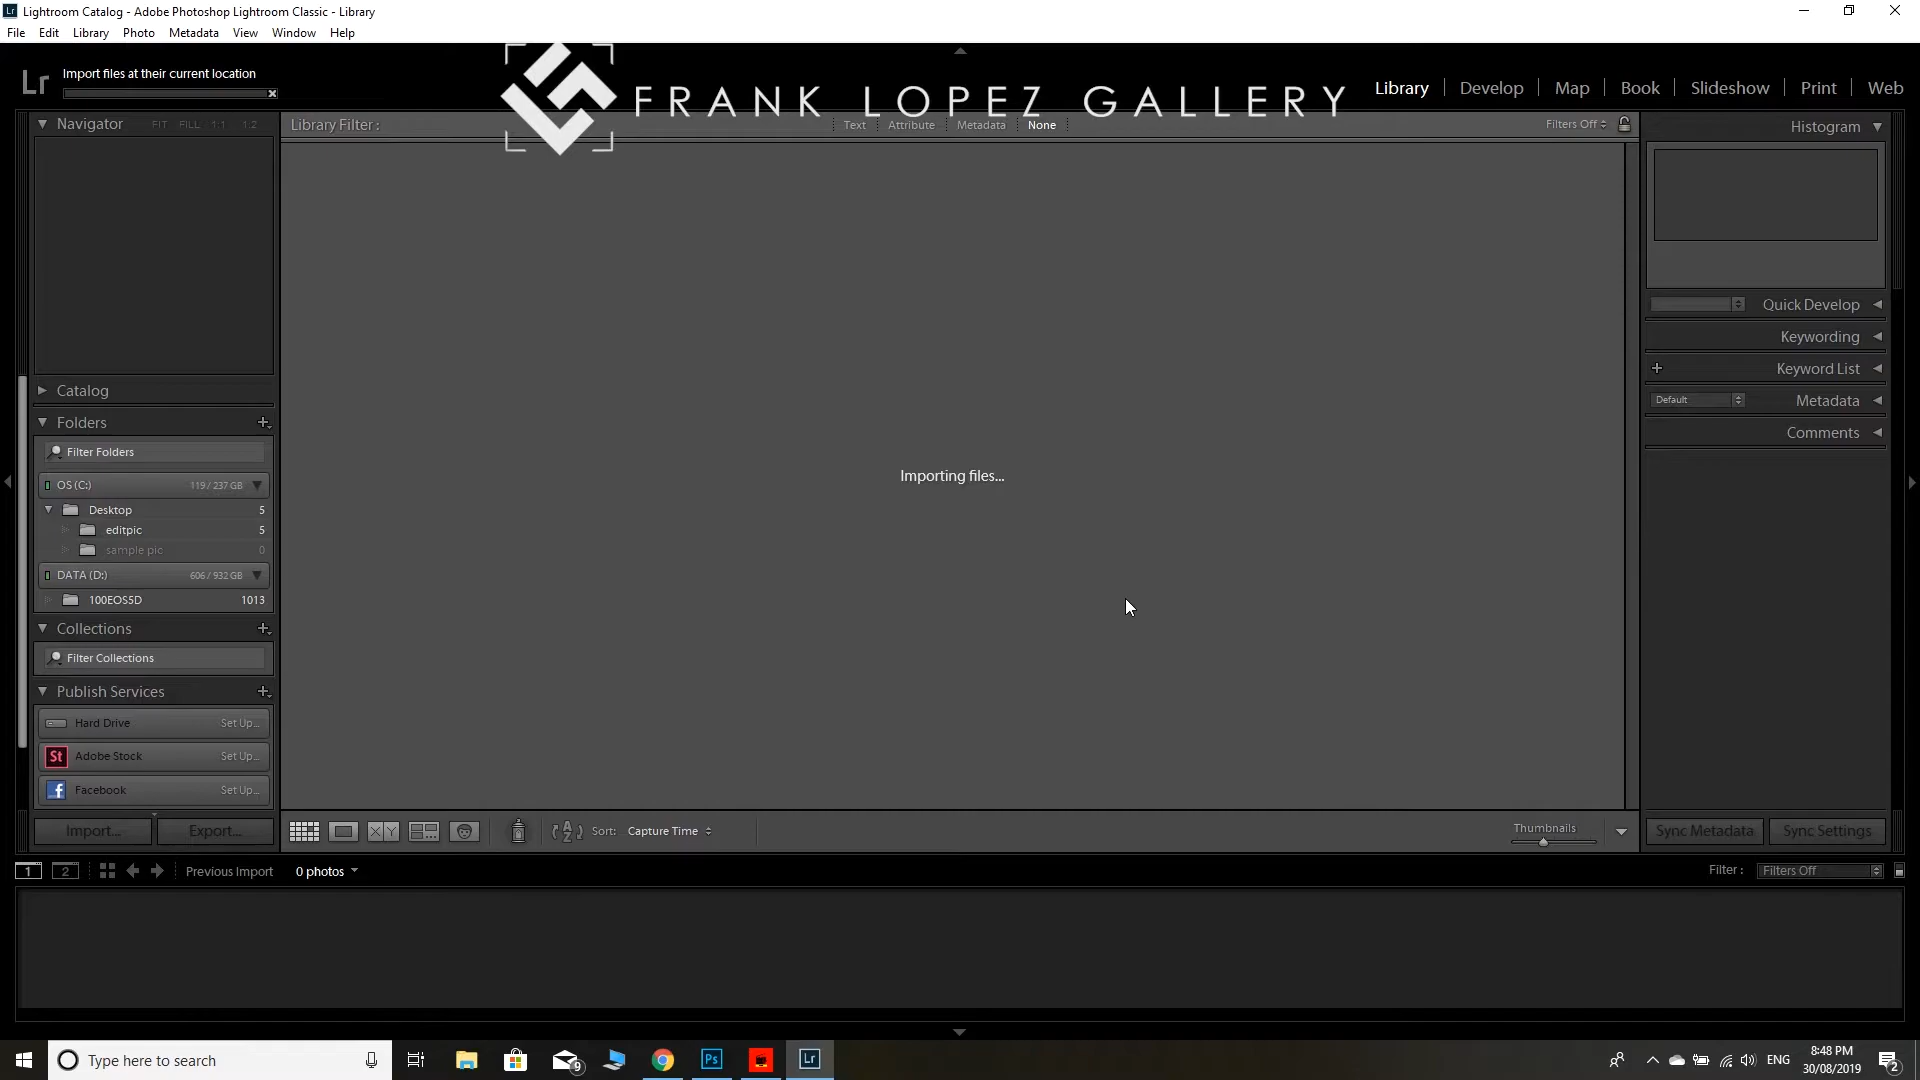 Lightroom Catalog - Adobe Photoshop Lightroom Classic - Library
File Edit Library Photo Metadata View Window Help
Lr Import files at their current location
FRANK LOPEZ GALLERY
Library Develop Map Book Slideshow Print Web
Navigator FIT FILL 1:1 1:2
Library Filter : Text Attribute Metadata None Filters Off
Histogram
Quick Develop
Keywording
Keyword List
Default Metadata
Comments
Importing files...
Catalog
Folders
Filter Folders
OS (C:) 119 / 237 GB
Desktop 5
editpic 5
sample pic 0
DATA (D:) 606 / 932 GB
100EOS5D 1013
Collections
Filter Collections
Publish Services
Hard Drive Set Up...
St Adobe Stock Set Up...
f Facebook Set Up...
Import... Export...
XY AZ Sort: Capture Time Thumbnails
Sync Metadata Sync Settings
1 2 Previous Import 0 photos Filter : Filters Off
Type here to search
9 Ps Lr
ENG 8:48 PM
30/08/2019
2